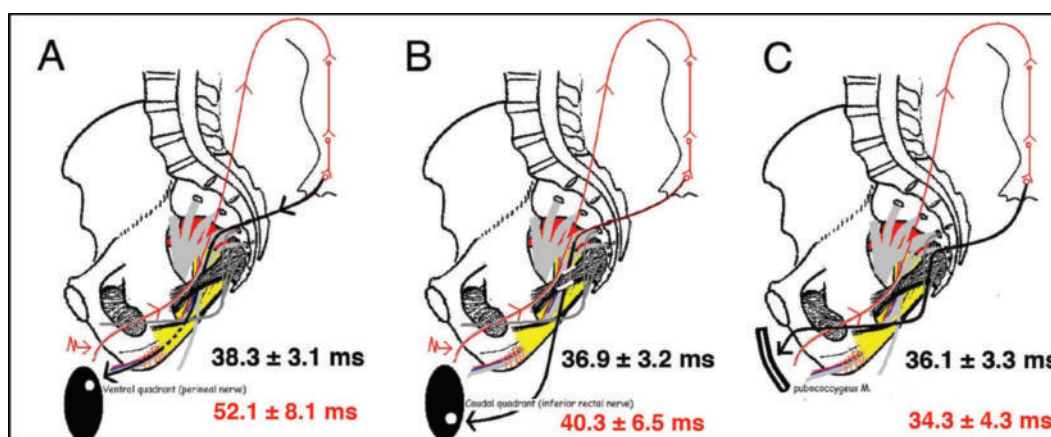 A
B
C
N
38.3 ± 3.1 ms
Ventral quadrant (perineal nerve)
52.1 ± 8.1 ms
N
36.9 ± 3.2 ms
Caudal quadrant (inferior rectal nerve)
40.3 ± 6.5 ms
N
36.1 ± 3.3 ms
pubococcygeus M.
34.3 ± 4.3 ms